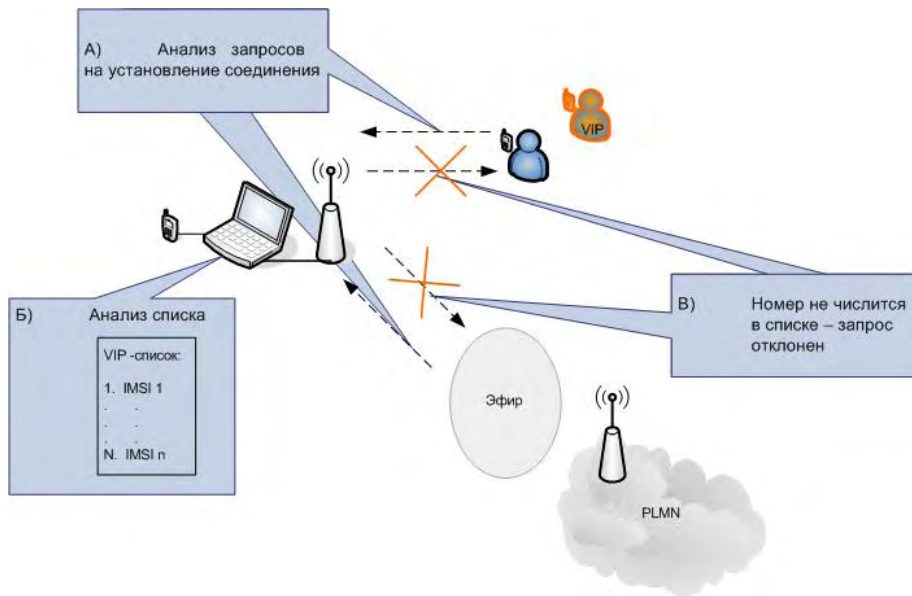 А) Анализ запросов
на установление соединения
VIP
Б) Анализ списка
VIP -список:
1. IMSI 1
. .
. .
. .
N. IMSI n
В) Номер не числится
в списке – запрос
отклонен
Эфир
PLMN